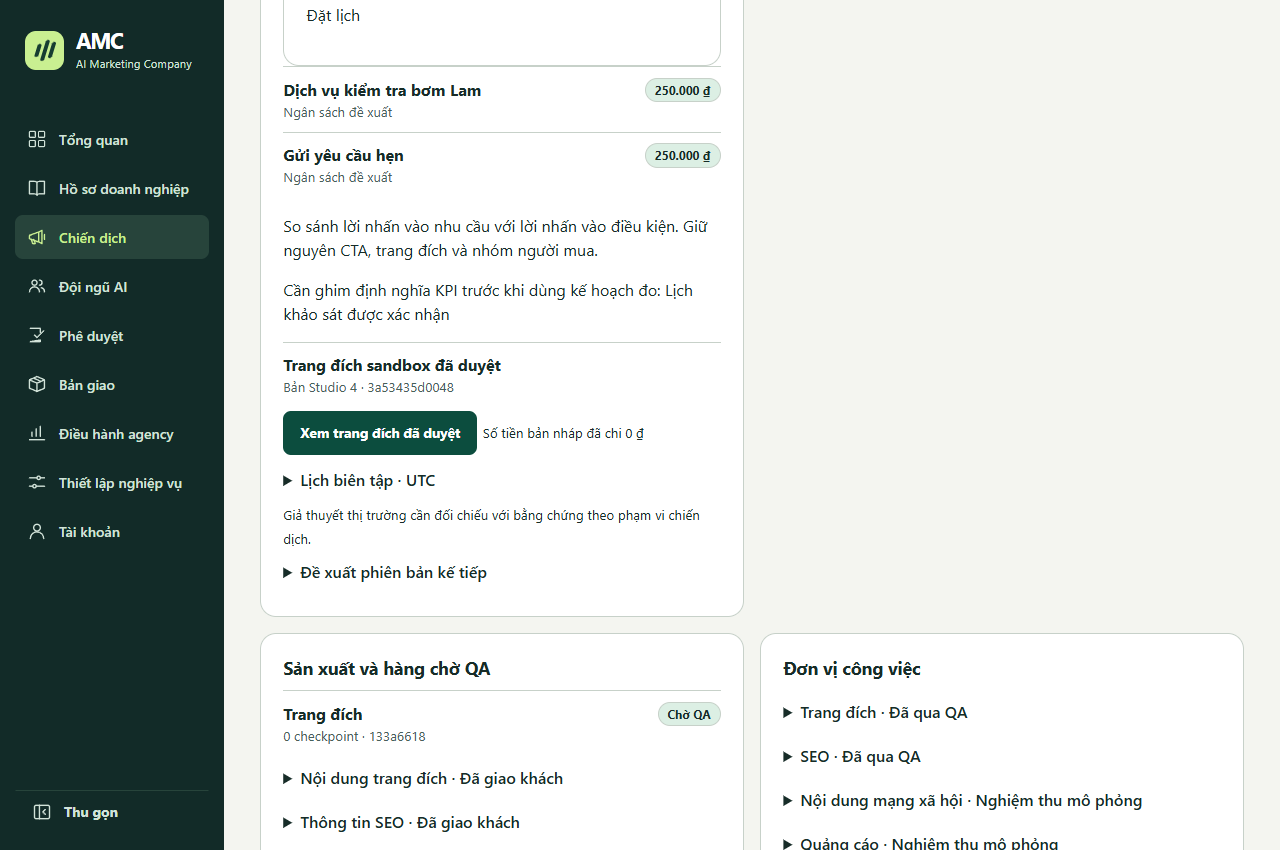 AMC
AI Marketing Company
Tổng quan
Hồ sơ doanh nghiệp
Chiến dịch
Đội ngũ AI
Phê duyệt
Bản giao
Điều hành agency
Thiết lập nghiệp vụ
Tài khoản
Thu gọn
Đặt lịch
Dịch vụ kiểm tra bơm Lam
250.000 ₫
Ngân sách đề xuất
Gửi yêu cầu hẹn
250.000 ₫
Ngân sách đề xuất
So sánh lời nhấn vào nhu cầu với lời nhấn vào điều kiện. Giữ
nguyên CTA, trang đích và nhóm người mua.
Cần ghim định nghĩa KPI trước khi dùng kế hoạch đo: Lịch
khảo sát được xác nhận
Trang đích sandbox đã duyệt
Bản Studio 4 · 3a53435d0048
Xem trang đích đã duyệt
Số tiền bản nháp đã chi 0 ₫
Lịch biên tập · UTC
Giả thuyết thị trường cần đối chiếu với bằng chứng theo phạm vi chiến
dịch.
Đề xuất phiên bản kế tiếp
Sản xuất và hàng chờ QA
Trang đích
Chờ QA
0 checkpoint · 133a6618
Nội dung trang đích · Đã giao khách
Thông tin SEO · Đã giao khách
Đơn vị công việc
Trang đích · Đã qua QA
SEO · Đã qua QA
Nội dung mạng xã hội · Nghiệm thu mô phỏng
Quảng cáo · Nghiệm thu mô phỏng